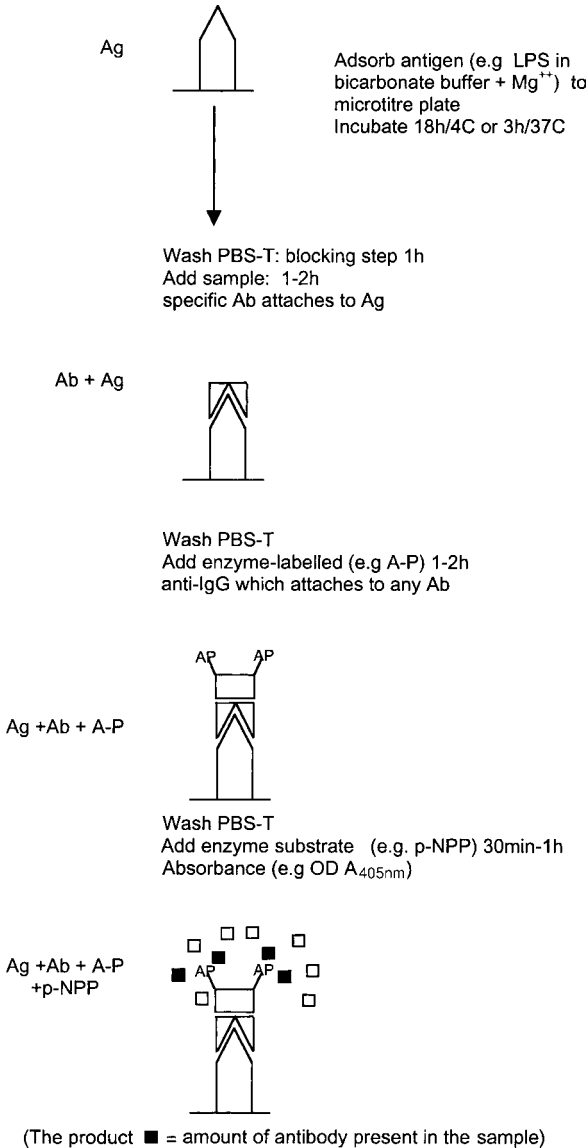 Ag
Adsorb antigen (e.g LPS in
bicarbonate buffer + Mg++) to
microtitre plate
Incubate 18h/4C or 3h/37C
Wash PBS-T: blocking step 1h
Add sample: 1-2h
specific Ab attaches to Ag
Ab + Ag
Wash PBS-T
Add enzyme-labelled (e.g A-P) 1-2h
anti-IgG which attaches to any Ab
AP AP
Ag +Ab + A-P
Wash PBS-T
Add enzyme substrate (e.g. p-NPP) 30min-1h
Absorbance (e.g OD A405nm)
Ag +Ab + A-P
+p-NPP
AP AP
(The product ■ = amount of antibody present in the sample)